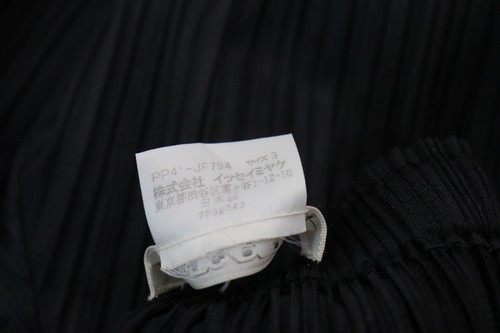 PP41-JF794 サイズ 3
株式会社 イッセイミヤケ
東京都渋谷区富ヶ谷1-12-10
日本製